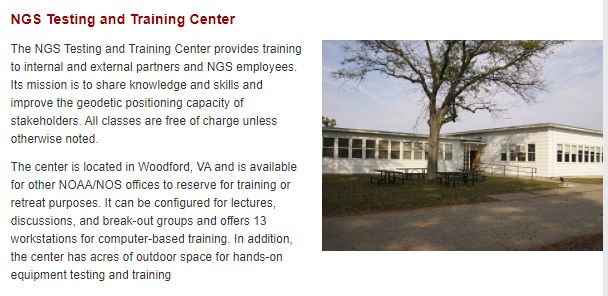 NGS Testing and Training Center
The NGS Testing and Training Center provides training
to internal and external partners and NGS employees.
Its mission is to share knowledge and skills and
improve the geodetic positioning capacity of
stakeholders. All classes are free of charge unless
otherwise noted.
The center is located in Woodford, VA and is available
for other NOAA/NOS offices to reserve for training or
retreat purposes. It can be configured for lectures,
discussions, and break-out groups and offers 13
workstations for computer-based training. In addition,
the center has acres of outdoor space for hands-on
equipment testing and training